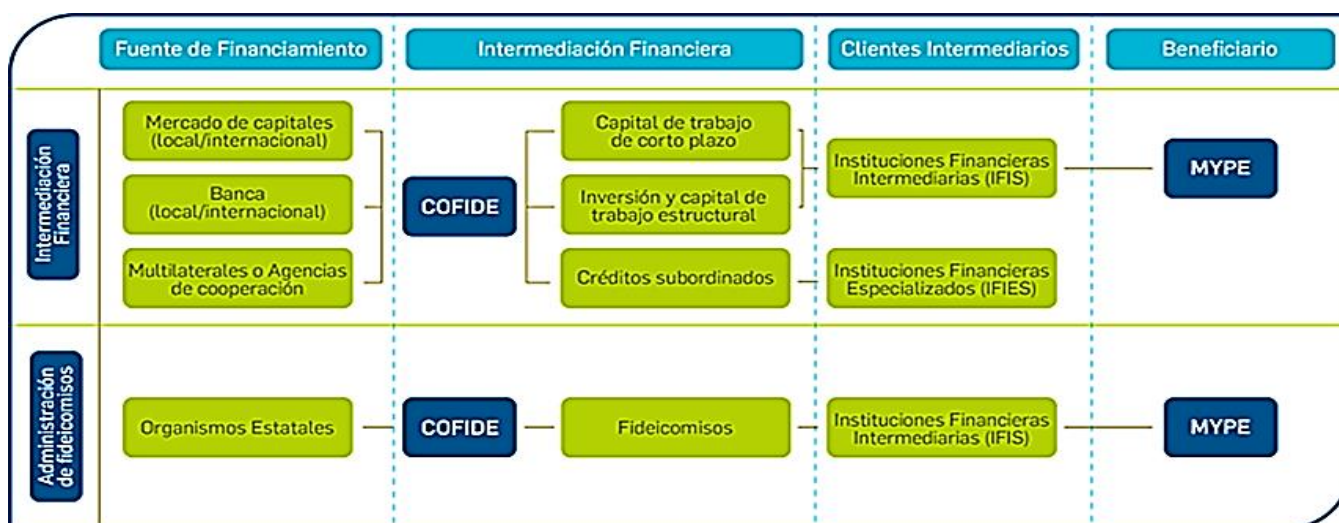 Fuente de Financiamiento
Intermediación Financiera
Clientes Intermediarios
Beneficiario
Intermediación
Financiera
Mercado de capitales
(local/internacional)
Banca
(local/internacional)
Multilaterales o Agencias
de cooperación
COFIDE
Capital de trabajo
de corto plazo
Inversión y capital de
trabajo estructural
Créditos subordinados
Instituciones Financieras
Intermediarias (IFIS)
Instituciones Financieras
Especializados (IFIES)
MYPE
Administración
de fideicomisos
Organismos Estatales
COFIDE
Fideicomisos
Instituciones Financieras
Intermediarias (IFIS)
MYPE